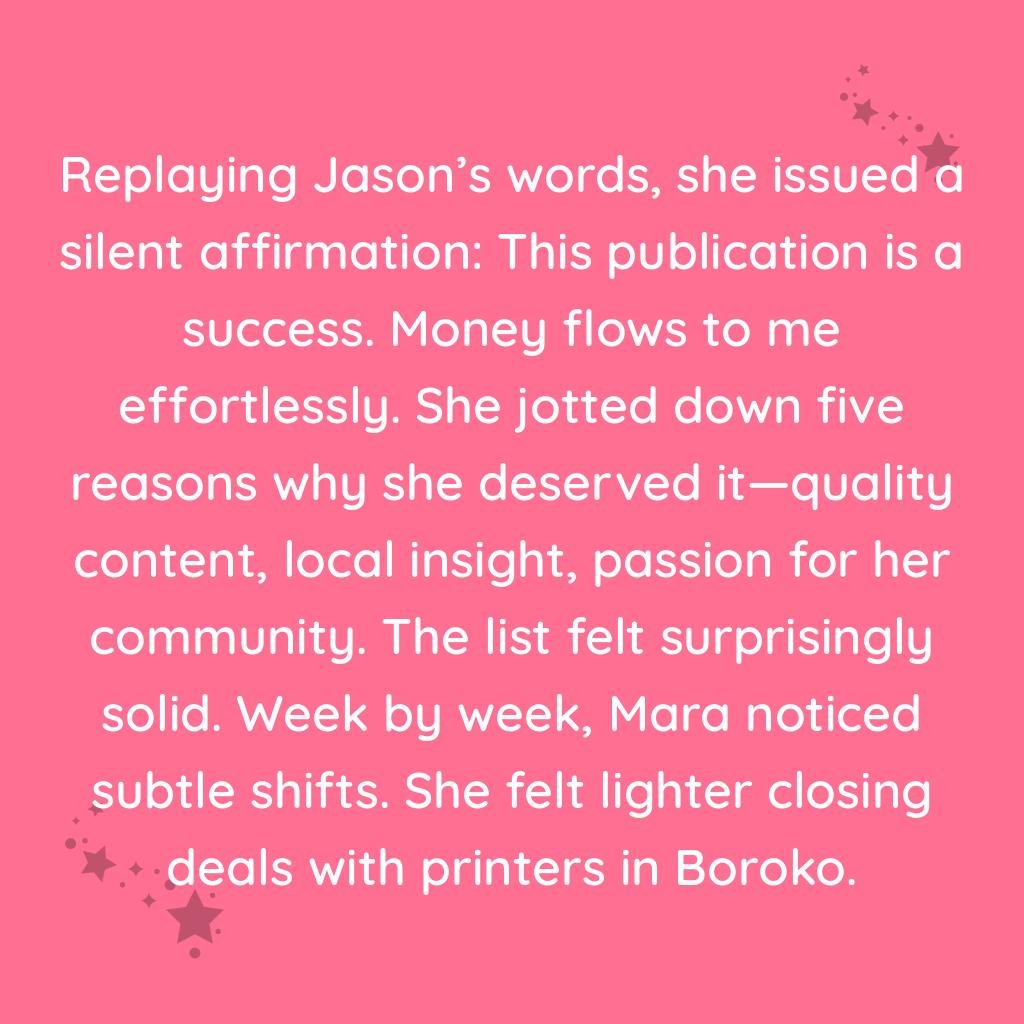 Replaying Jason’s words, she issued a
silent affirmation: This publication is a
success. Money flows to me
effortlessly. She jotted down five
reasons why she deserved it—quality
content, local insight, passion for her
community. The list felt surprisingly
solid. Week by week, Mara noticed
subtle shifts. She felt lighter closing
deals with printers in Boroko.